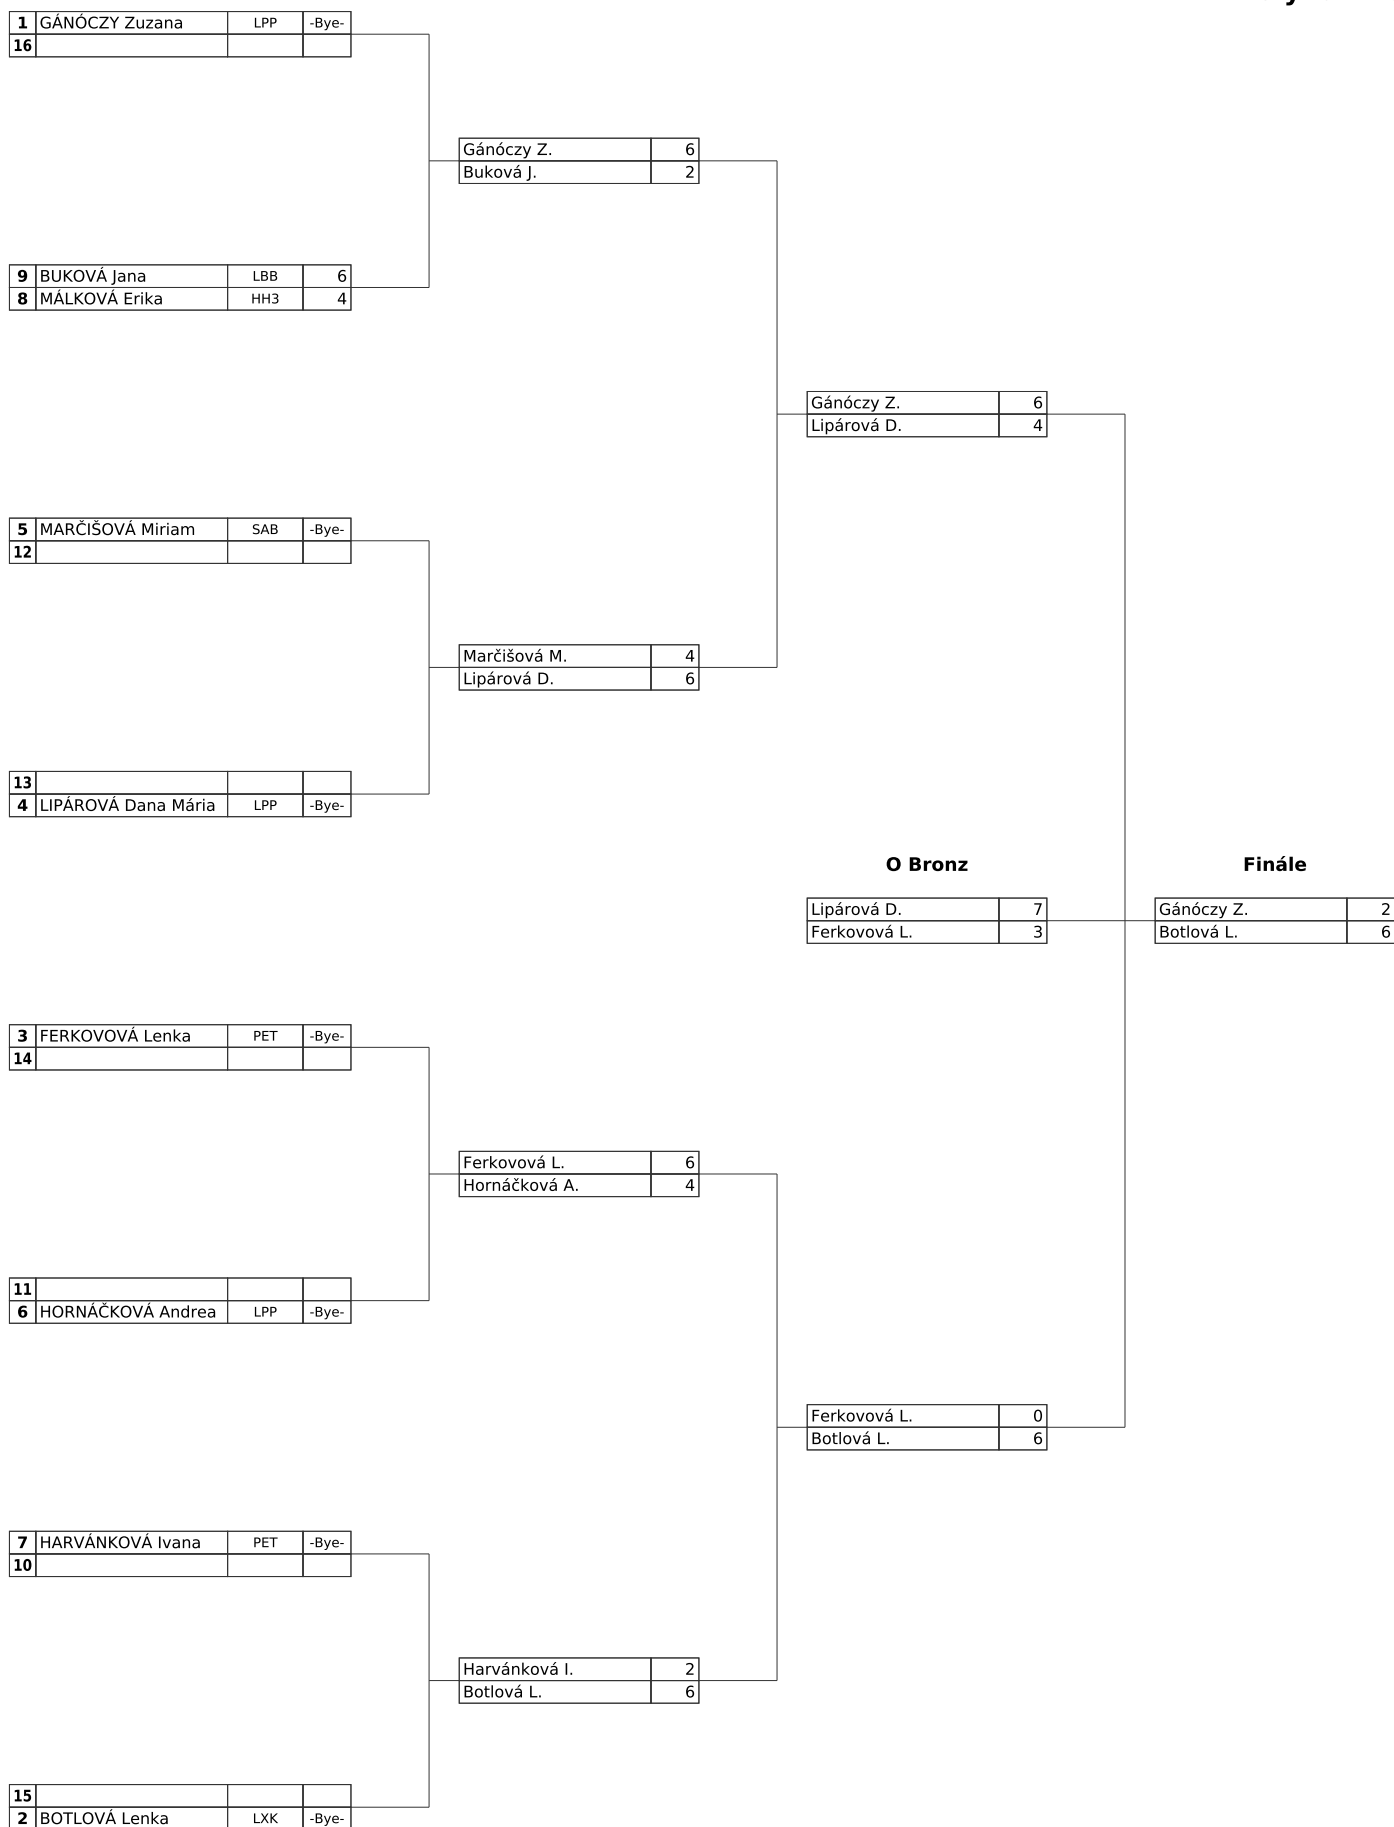 1 GÁNÓCZY Zuzana LPP -Bye-
16
Gánóczy Z. 6
Buková J. 2
9 BUKOVÁ Jana LBB 6
8 MÁLKOVÁ Erika HH3 4
Gánóczy Z. 6
Lipárová D. 4
5 MARČIŠOVÁ Miriam SAB -Bye-
12
Marčišová M. 4
Lipárová D. 6
13
4 LIPÁROVÁ Dana Mária LPP -Bye-
O Bronz Finále
Lipárová D. 7 Gánóczy Z. 2
Ferkovová L. 3 Botlová L. 6
3 FERKOVOVÁ Lenka PET -Bye-
14
Ferkovová L. 6
Hornáčková A. 4
11
6 HORNÁČKOVÁ Andrea LPP -Bye-
Ferkovová L. 0
Botlová L. 6
7 HARVÁNKOVÁ Ivana PET -Bye-
10
Harvánková I. 2
Botlová L. 6
15
2 BOTLOVÁ Lenka LXK -Bye-